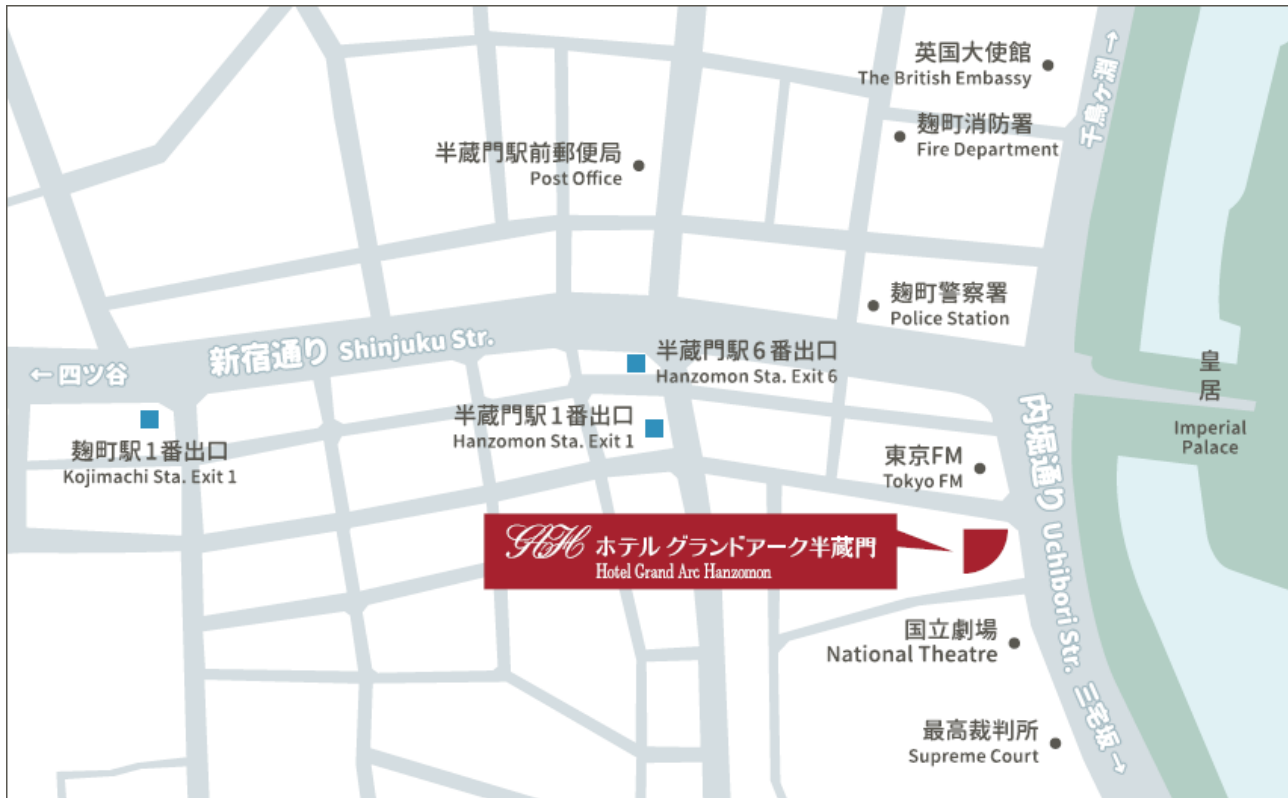 英国大使館
The British Embassy
千鳥ヶ淵→
麹町消防署
Fire Department
半蔵門駅前郵便局
Post Office
麹町警察署
Police Station
新宿通り Shinjuku Str.
←四ツ谷
半蔵門駅6番出口
Hanzomon Sta. Exit 6
皇
居
Imperial
Palace
麹町駅1番出口
Kojimachi Sta. Exit 1
半蔵門駅1番出口
Hanzomon Sta. Exit 1
内堀通り Uchibori Str.
東京FM
Tokyo FM
GAH ホテル グランドアーク半蔵門
Hotel Grand Arc Hanzomon
国立劇場
National Theatre
三宅坂→
最高裁判所
Supreme Court